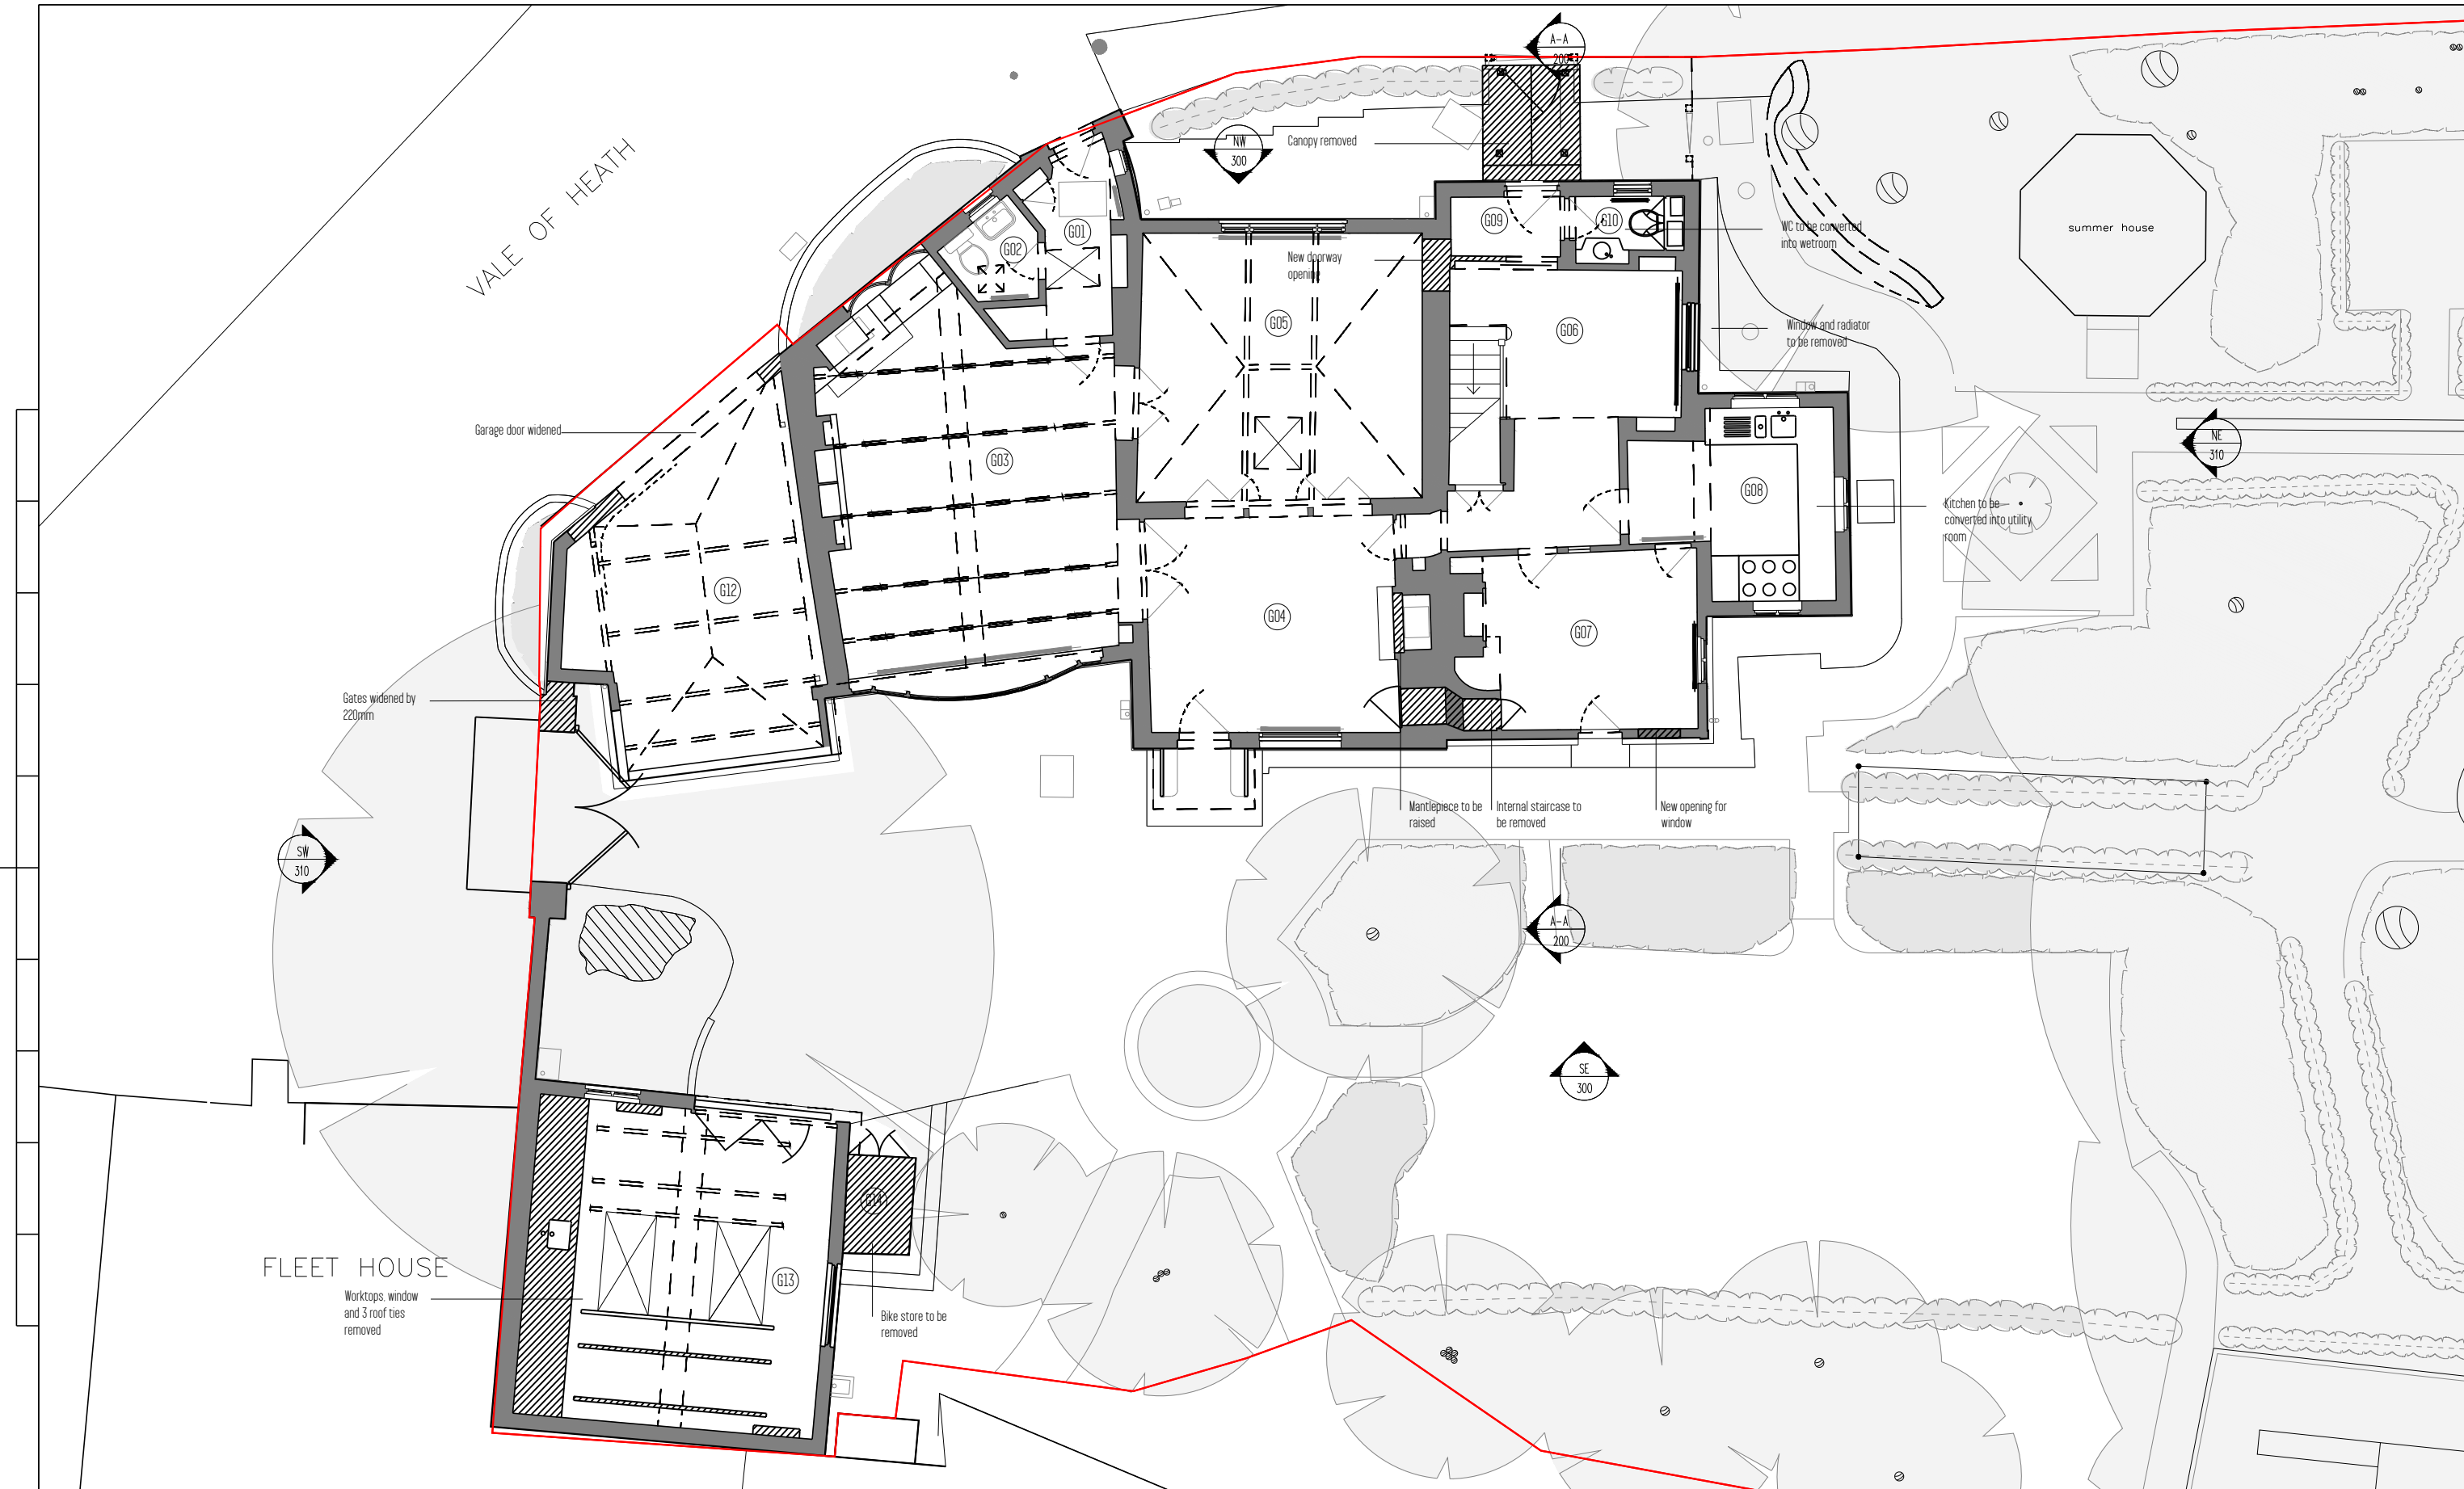 A-A
200
VALE OF HEATH
NW
300
Canopy removed
G09
G10
G01
G02
WC to be converted
into wetroom
summer house
New doorway
opening
G05
G06
Window and radiator
to be removed
Garage door widened
G03
NE
310
G08
Kitchen to be
converted into utility
room
G12
G04
G07
Gates widened by
220mm
Mantlepiece to be
raised
Internal staircase to
be removed
New opening for
window
SW
310
A-A
200
SE
300
G14
FLEET HOUSE
G13
Worktops, window
and 3 roof ties
removed
Bike store to be
removed